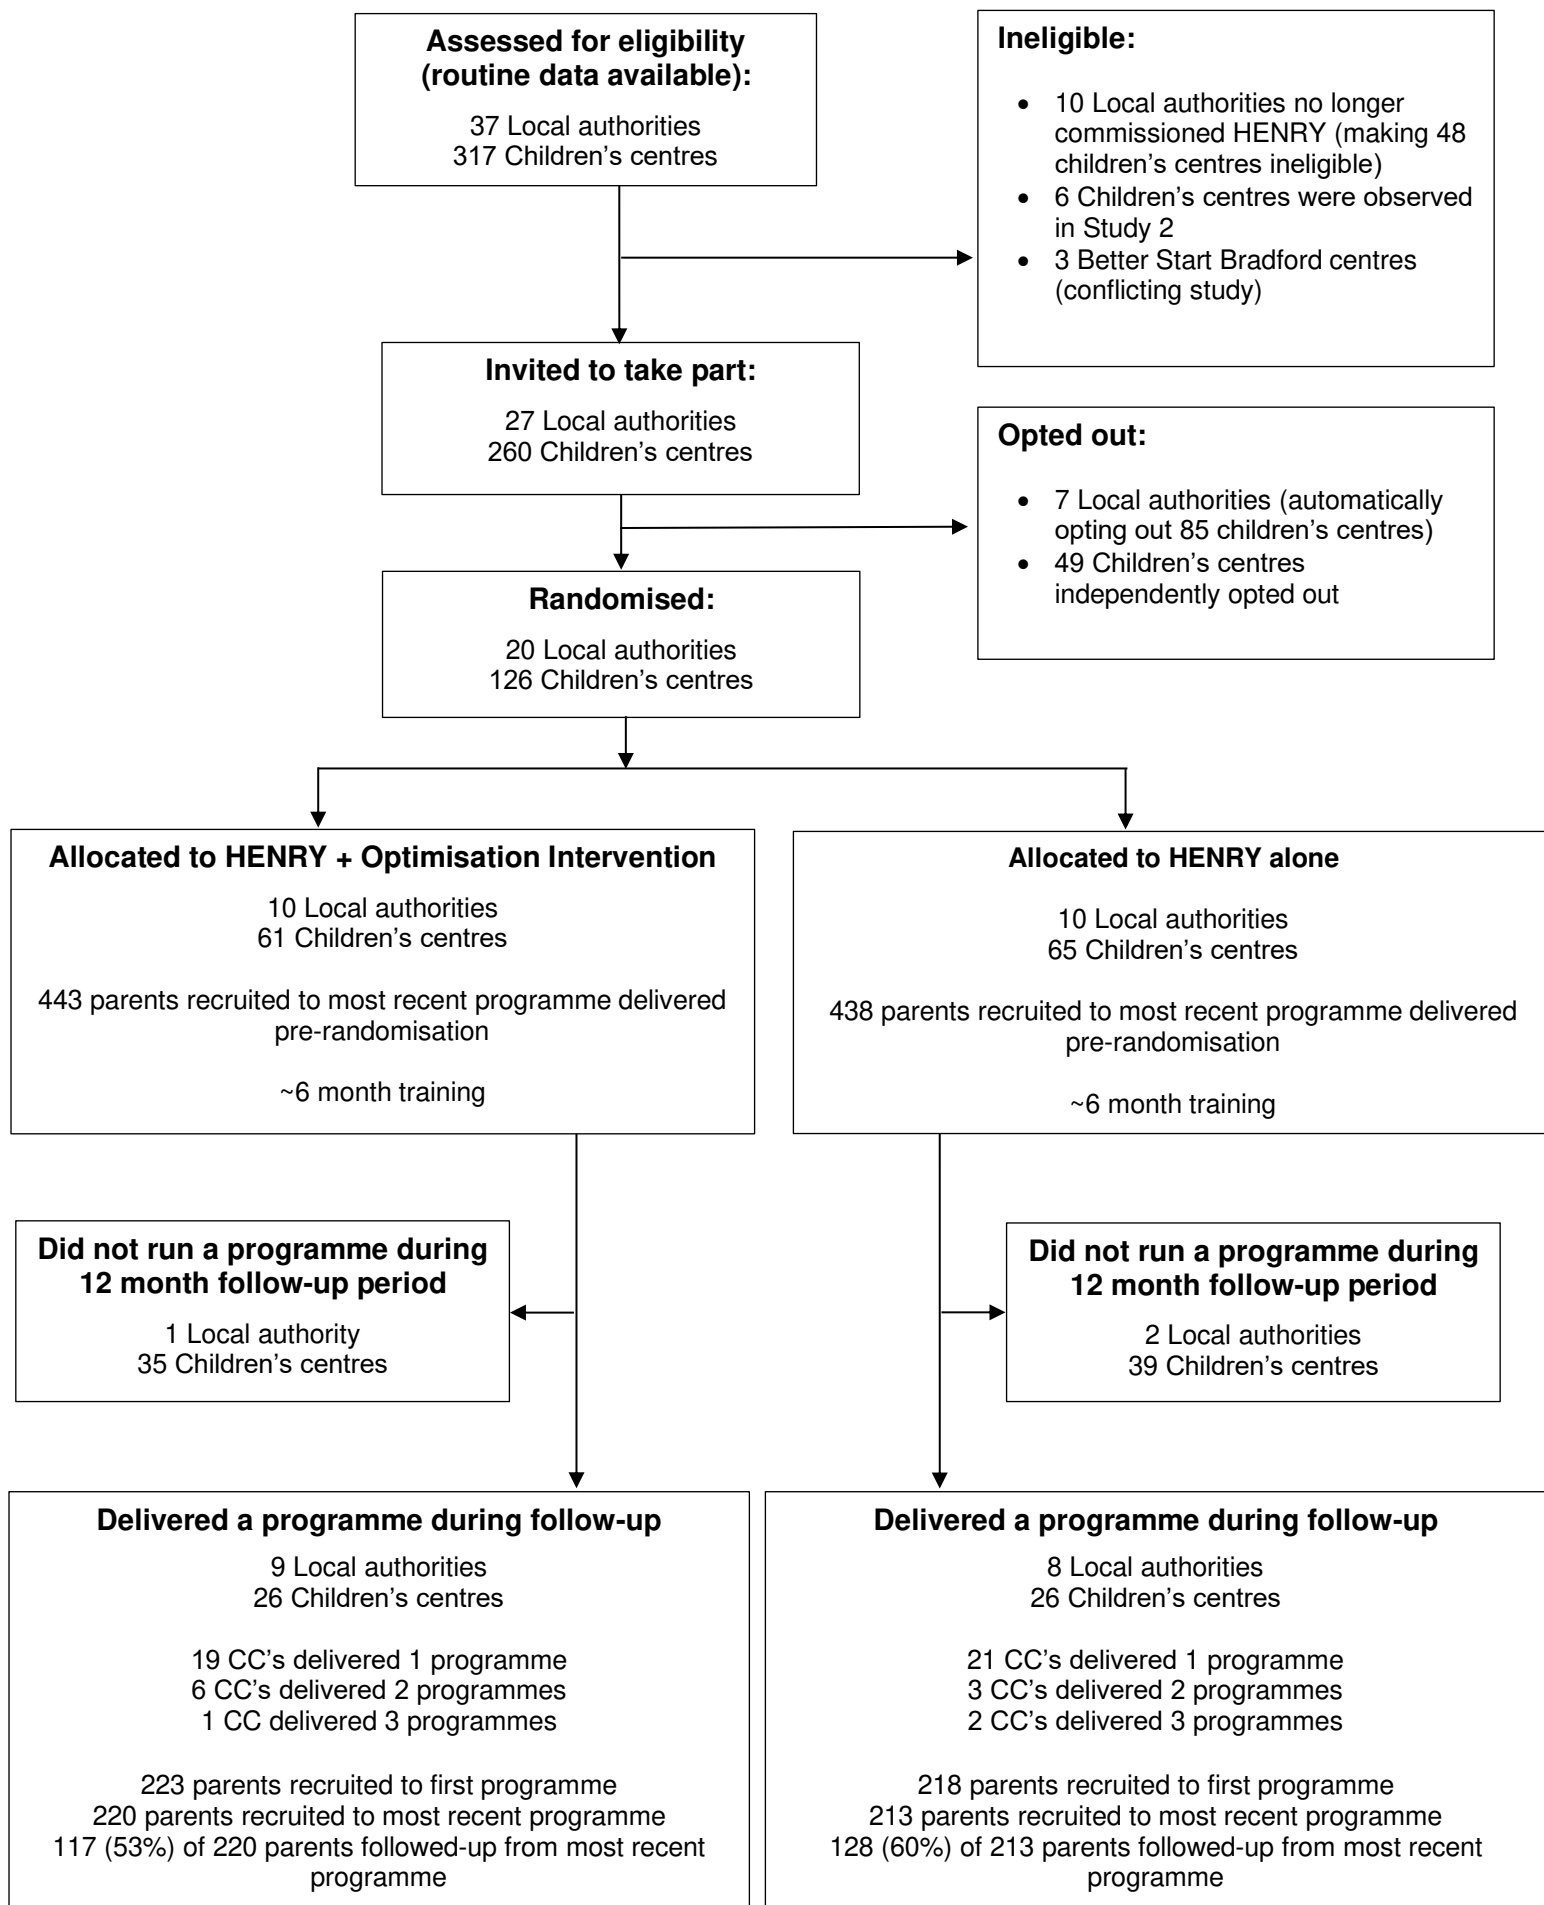 Assessed for eligibility
(routine data available):
37 Local authorities
317 Children’s centres
Ineligible:
• 10 Local authorities no longer
commissioned HENRY (making 48
children’s centres ineligible)
• 6 Children’s centres were observed
in Study 2
• 3 Better Start Bradford centres
(conflicting study)
Invited to take part:
27 Local authorities
260 Children’s centres
Opted out:
• 7 Local authorities (automatically
opting out 85 children’s centres)
• 49 Children’s centres
independently opted out
Randomised:
20 Local authorities
126 Children’s centres
Allocated to HENRY + Optimisation Intervention
10 Local authorities
61 Children’s centres
443 parents recruited to most recent programme delivered
pre-randomisation
~6 month training
Allocated to HENRY alone
10 Local authorities
65 Children’s centres
438 parents recruited to most recent programme delivered
pre-randomisation
~6 month training
Did not run a programme during
12 month follow-up period
1 Local authority
35 Children’s centres
Did not run a programme during
12 month follow-up period
2 Local authorities
39 Children’s centres
Delivered a programme during follow-up
9 Local authorities
26 Children’s centres
19 CC’s delivered 1 programme
6 CC’s delivered 2 programmes
1 CC delivered 3 programmes
223 parents recruited to first programme
220 parents recruited to most recent programme
117 (53%) of 220 parents followed-up from most recent
programme
Delivered a programme during follow-up
8 Local authorities
26 Children’s centres
21 CC’s delivered 1 programme
3 CC’s delivered 2 programmes
2 CC’s delivered 3 programmes
218 parents recruited to first programme
213 parents recruited to most recent programme
128 (60%) of 213 parents followed-up from most recent
programme